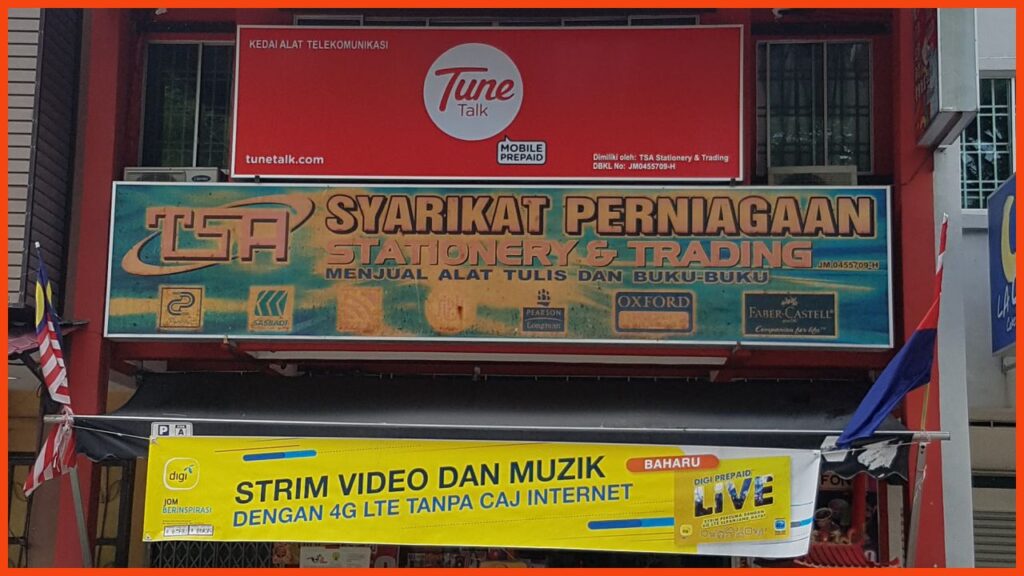 KEDAI ALAT TELEKOMUNIKASI
Tune
Talk
MOBILE
PREPAID
tunetalk.com
Dimiliki oleh: TSA Stationery & Trading
DBKL No: JM0455709-H
TSA
SYARIKAT PERNIAGAAN
STATIONERY & TRADING
JM 0455709-H
MENJUAL ALAT TULIS DAN BUKU-BUKU
SASBADI
PEARSON
Longman
OXFORD
FABER-CASTELL
Companion for life
P
digi
JOM
BERINSPIRASI
STRIM VIDEO DAN MUZIK
BAHARU
DENGAN 4G LTE TANPA CAJ INTERNET
DIGI PREPAID
LIVE